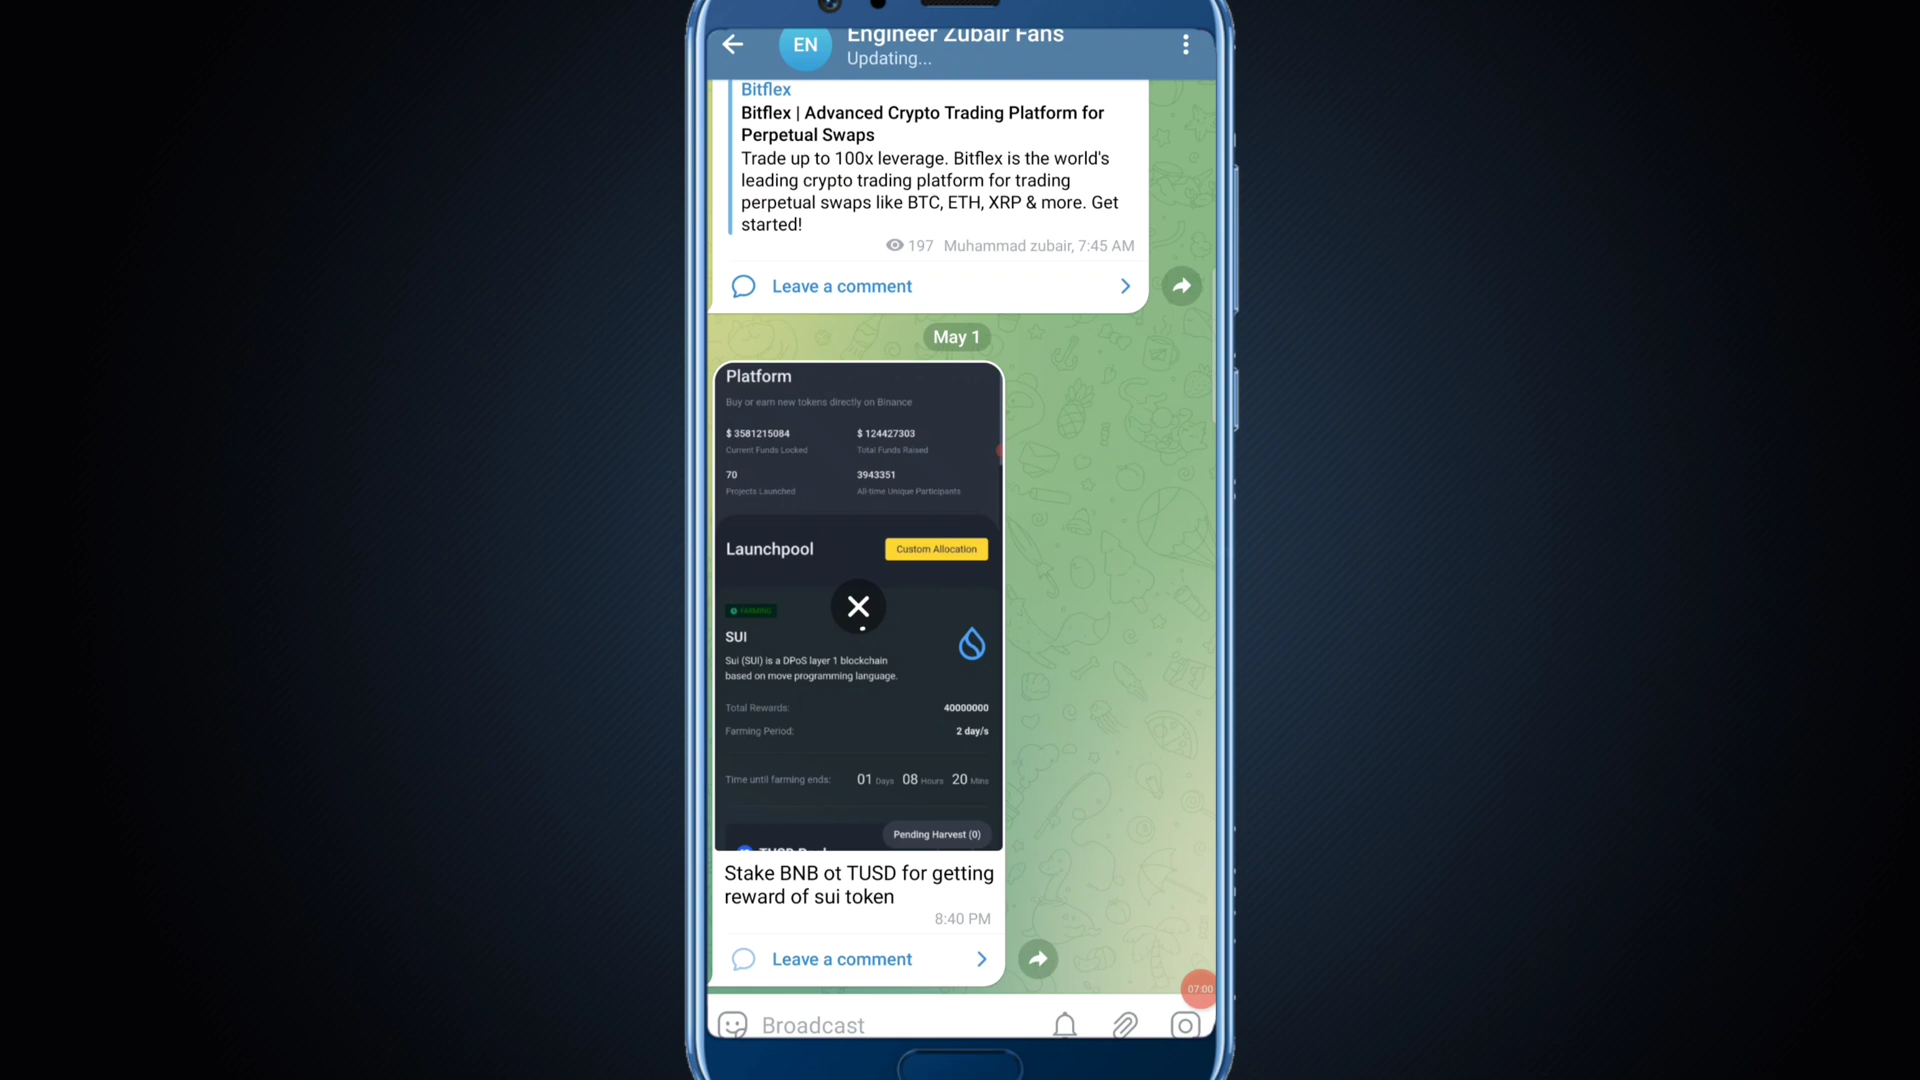 EN
Engineer Zubair Fans
Updating...
Bitflex
Bitflex | Advanced Crypto Trading Platform for
Perpetual Swaps
Trade up to 100x leverage. Bitflex is the world's
leading crypto trading platform for trading
perpetual swaps like BTC, ETH, XRP & more. Get
started!
197 Muhammad zubair, 7:45 AM
Leave a comment
May 1
Platform
Buy or earn new tokens directly on Binance
$ 3581215084 $ 124427303
Current Funds Locked Total Funds Raised
70 3943351
Projects Launched All-time Unique Participants
Launchpool Custom Allocation
FARMING
SUI
Sui (SUI) is a DPoS layer 1 blockchain
based on move programming language.
Total Rewards: 40000000
Farming Period: 2 day/s
Time until farming ends: 01 Days 08 Hours 20 Mins
Pending Harvest (0)
Stake BNB ot TUSD for getting
reward of sui token
8:40 PM
Leave a comment
07:00
Broadcast